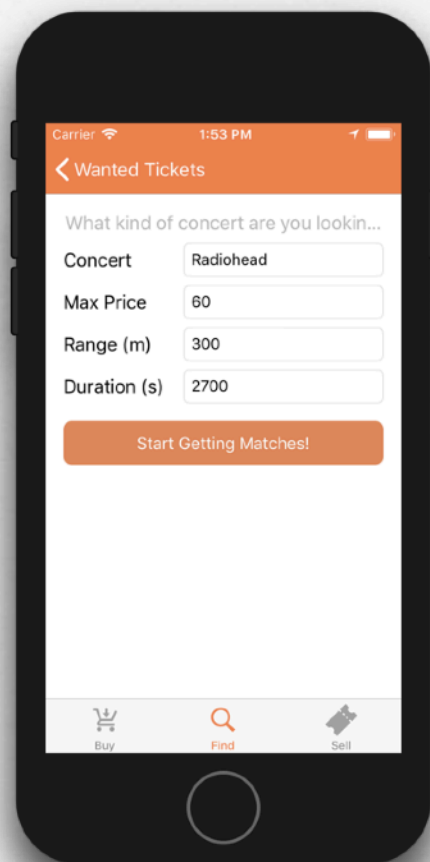 Carrier 1:53 PM
Wanted Tickets
What kind of concert are you lookin...
Concert Radiohead
Max Price 60
Range (m) 300
Duration (s) 2700
Start Getting Matches!
Buy Find Sell